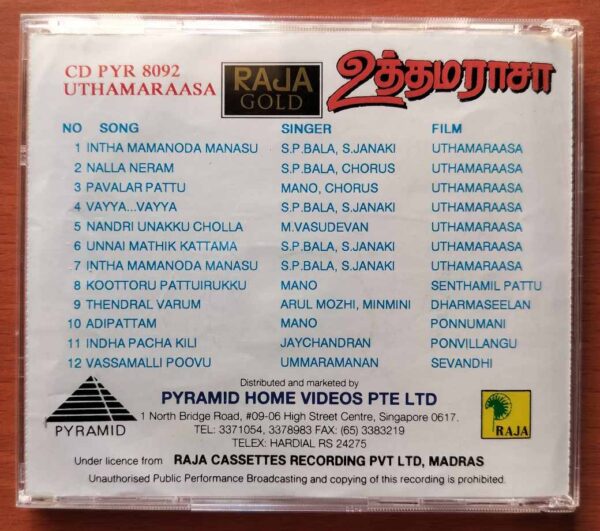 CD PYR 8092
UTHAMARAASA
RAJA
GOLD
உத்தமராசா
NO SONG SINGER FILM
1 INTHA MAMANODA MANASU S.P.BALA, S.JANAKI UTHAMARAASA
2 NALLA NERAM S.P.BALA, CHORUS UTHAMARAASA
3 PAVALAR PATTU MANO, CHORUS UTHAMARAASA
4 VAYYA...VAYYA S.P.BALA, S.JANAKI UTHAMARAASA
5 NANDRI UNAKKU CHOLLA M.VASUDEVAN UTHAMARAASA
6 UNNAI MATHIK KATTAMA S.P.BALA, S.JANAKI UTHAMARAASA
7 INTHA MAMANODA MANASU S.P.BALA, S.JANAKI UTHAMARAASA
8 KOOTTORU PATTUIRUKKU MANO SENTHAMIL PATTU
9 THENDRAL VARUM ARUL MOZHI, MINMINI DHARMASEELAN
10 ADIPATTAM MANO PONNUMANI
11 INDHA PACHA KILI JAYCHANDRAN PONVILLANGU
12 VASSAMALLI POOVU UMMARAMANAN SEVANDHI
Distributed and marketed by
PYRAMID HOME VIDEOS PTE LTD
1 North Bridge Road, #09-06 High Street Centre, Singapore 0617.
TEL: 3371054, 3378983 FAX: (65) 3383219
TELEX: HARDIAL RS 24275
PYRAMID
RAJA
Under licence from RAJA CASSETTES RECORDING PVT LTD, MADRAS
Unauthorised Public Performance Broadcasting and copying of this recording is prohibited.